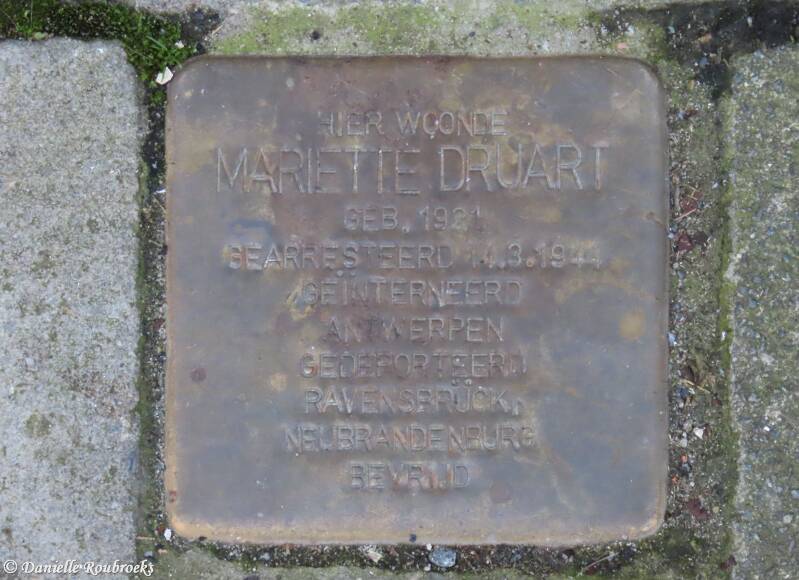 HIER WOONDE
MARIETTE DRUART
GEB. 1921
GEARRESTEERD 14.3.1944
GEÏNTERNEERD
ANTWERPEN
GEDEPORTEERD
RAVENSBRÜCK,
NEUBRANDENBURG
BEVRIJD
© Danielle Roubroeks